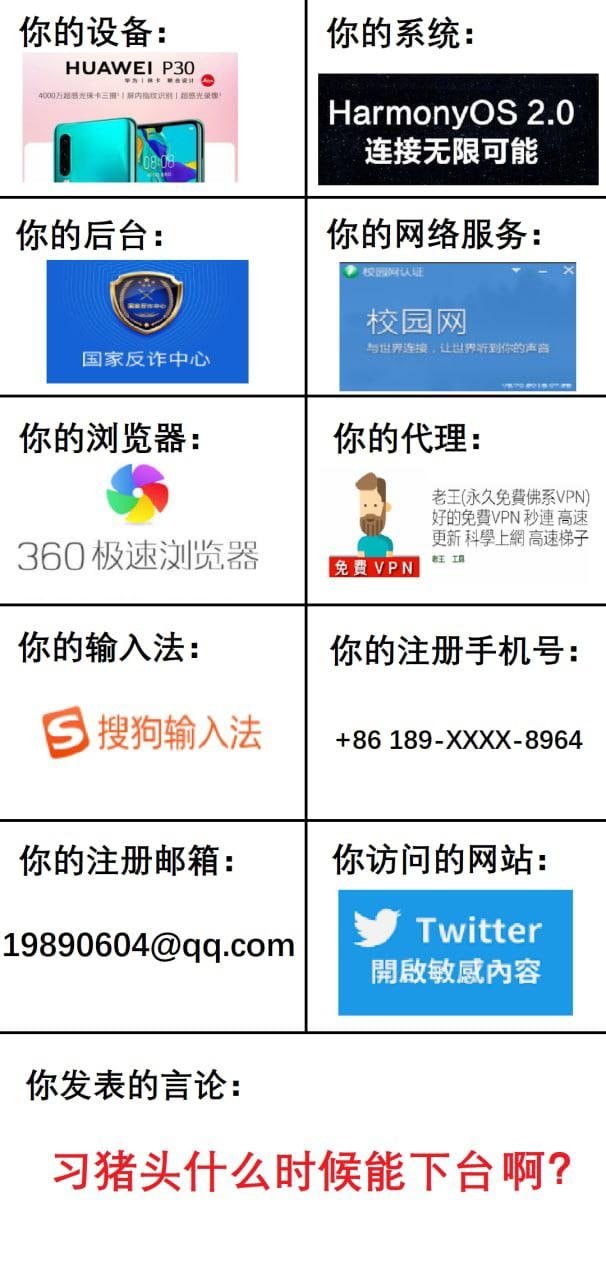 你的设备：
HUAWEI P30
华为 | 徕卡 联合设计
4000万超感光徕卡三摄 | 屏内指纹识别 | 超感光录像
08:08
你的系统：
HarmonyOS 2.0
连接无限可能
你的后台：
国家反诈中心
国家反诈中心
你的网络服务：
校园网认证
校园网
与世界连接，让世界听到你的声音
你的浏览器：
360极速浏览器
你的代理：
老王(永久免費佛系VPN)
好的免費VPN 秒連 高速
更新 科學上網 高速梯子
老王 工具
免費VPN
你的输入法：
S 搜狗输入法
你的注册手机号：
+86 189-XXXX-8964
你的注册邮箱：
19890604@qq.com
你访问的网站：
Twitter
開啟敏感內容
你发表的言论：
习猪头什么时候能下台啊?